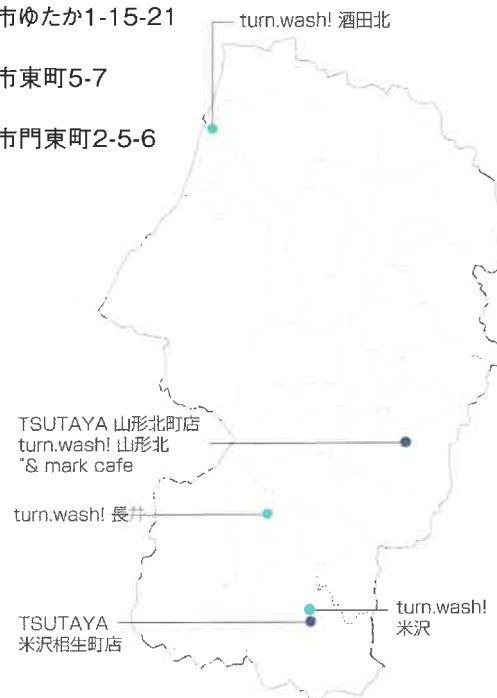 市ゆたか1-15-21
turn.wash! 酒田北
市東町5-7
市門東町2-5-6
TSUTAYA 山形北町店
turn.wash! 山形北
"& mark cafe
turn.wash! 長井
turn.wash!
米沢
TSUTAYA
米沢相生町店